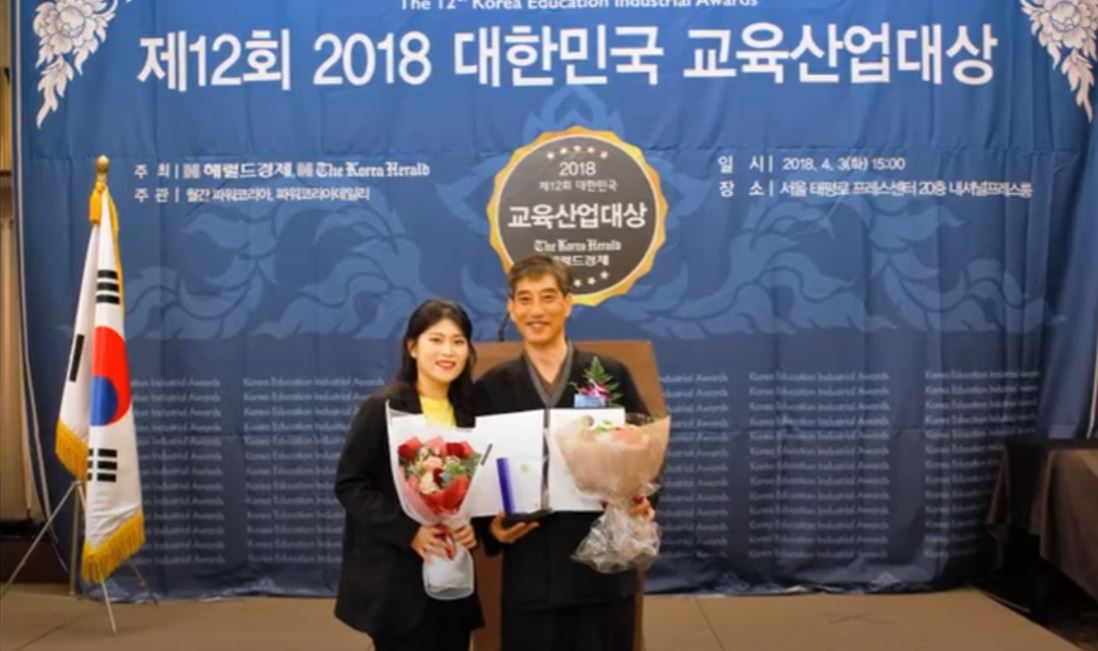 The 12th Korea Education Industrial Awards
제12회 2018 대한민국 교육산업대상
주 최 | 헤럴드경제, The Korea Herald
주 관 | 월간 파워코리아, 파워코리아데일리
2018
제12회 대한민국
교육산업대상
The Korea Herald
헤럴드경제
일 시 | 2018. 4. 3(화) 15:00
장 소 | 서울 태평로 프레스센터 20층 내셔널프레스룸
Korea Education Industrial Awards